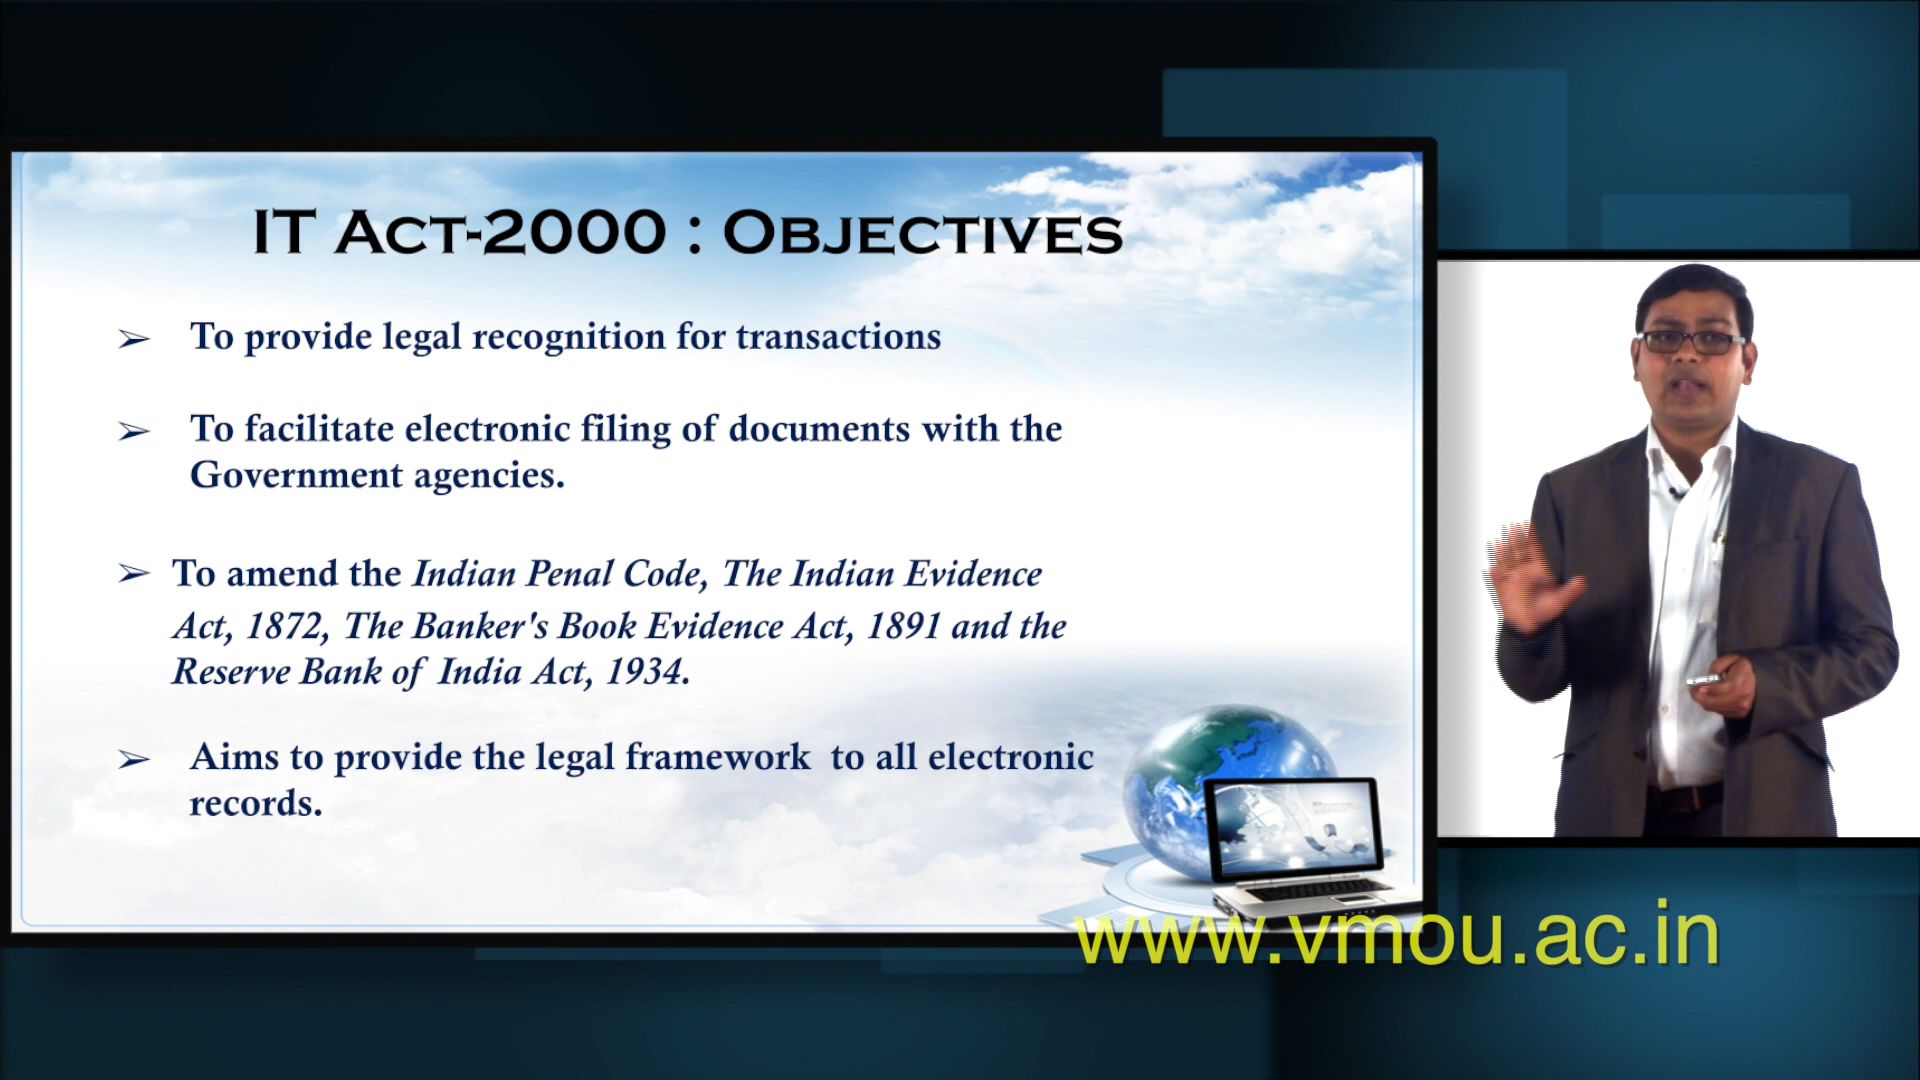 IT ACT-2000 : OBJECTIVES
➢ To provide legal recognition for transactions
➢ To facilitate electronic filing of documents with the
Government agencies.
➢ To amend the Indian Penal Code, The Indian Evidence
Act, 1872, The Banker's Book Evidence Act, 1891 and the
Reserve Bank of India Act, 1934.
➢ Aims to provide the legal framework to all electronic
records.
www.vmou.ac.in